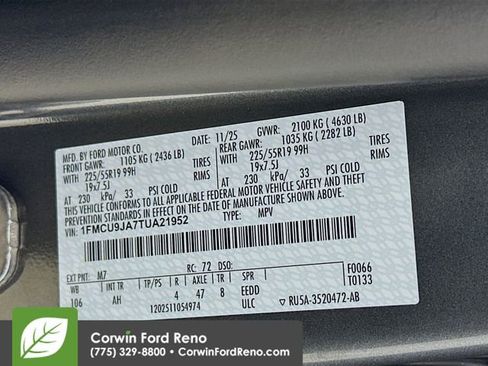 MFD. BY FORD MOTOR CO. 11/25 GVWR: 2100 KG ( 4630 LB)
FRONT GAWR: 1105 KG ( 2436 LB) REAR GAWR: 1035 KG ( 2282 LB)
WITH 225/55R19 99H TIRES WITH 225/55R19 99H TIRES
19x7.5J RIMS 19x7.5J RIMS
AT 230 kPa/ 33 PSI COLD AT 230 kPa/ 33 PSI COLD
THIS VEHICLE CONFORMS TO ALL APPLICABLE FEDERAL MOTOR VEHICLE SAFETY, BUMPER, AND THEFT
PREVENTION STANDARDS IN EFFECT ON THE DATE OF MANUFACTURE SHOWN ABOVE.
VIN: 1FMCU9JA7TUA21952 TYPE: MPV
EXT PNT: M7 RC: 72 DSO: F0066
WB INT TR TP/PS R AXLE TR SPR T0133
106 AH 4 47 8 EEDD
12025110S4974 ULC ▽ RU5A-3520472-AB
Corwin Ford Reno
(775) 329-8800 • CorwinFordReno.com